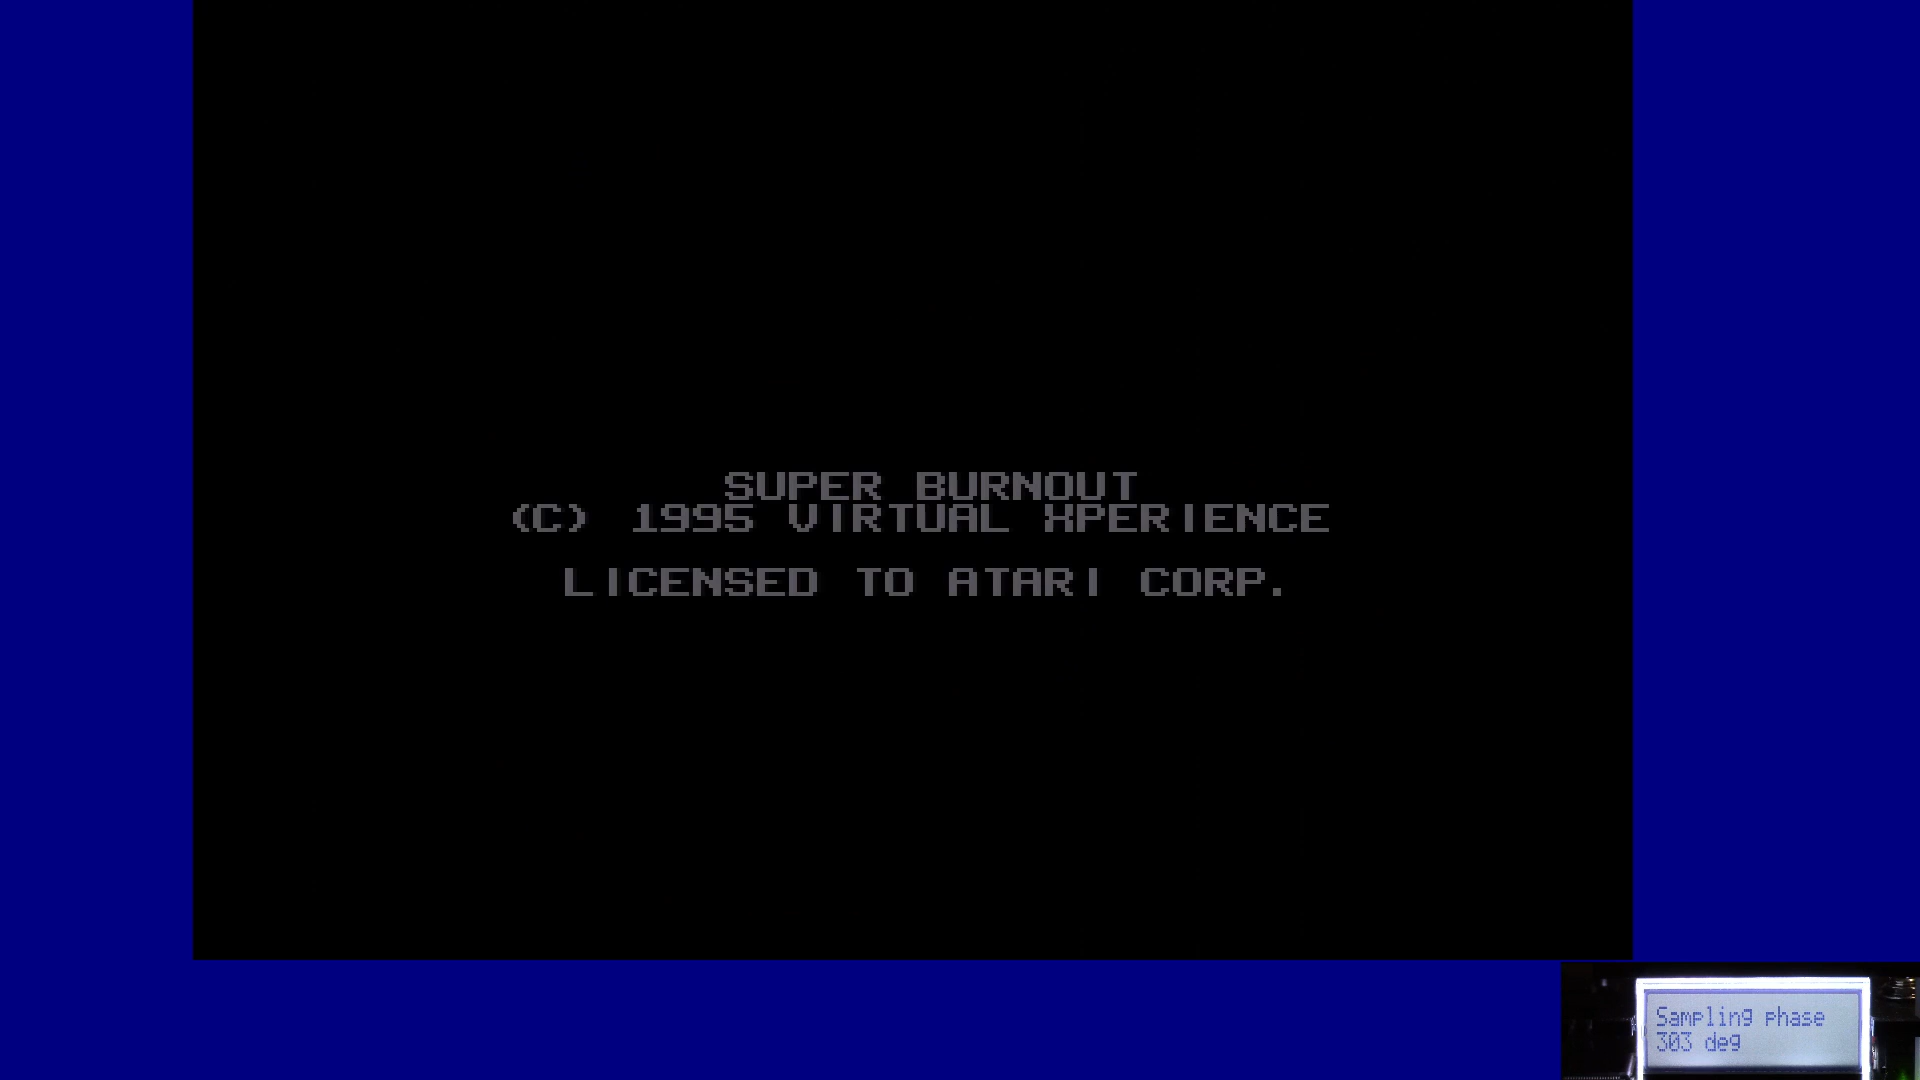 SUPER BURNOUT
(C) 1995 VIRTUAL XPERIENCE
LICENSED TO ATARI CORP.
Sampling phase
303 deg